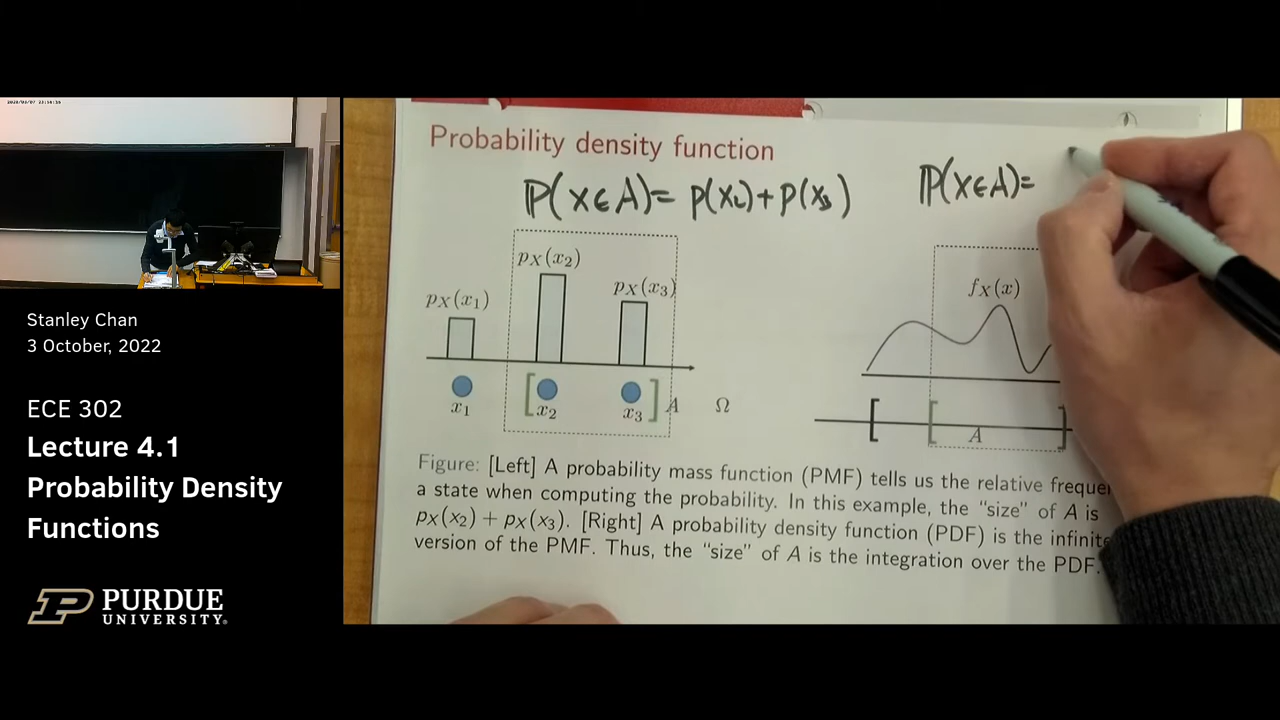 Stanley Chan
3 October, 2022
ECE 302
Lecture 4.1
Probability Density
Functions
PURDUE
UNIVERSITY®
Probability density function
ℙ(X∈A)= p(x₂)+p(x₃)
ℙ(X∈A)=
pX(x1)
pX(x2)
pX(x3)
x1
[x2
x3]
A
Ω
fX(x)
[ [ A ]
Figure: [Left] A probability mass function (PMF) tells us the relative
a state when computing the probability. In this example, the “size” of A is
pX(x2) + pX(x3). [Right] A probability density function (PDF) is the
version of the PMF. Thus, the “size” of A is the integration over the PDF.